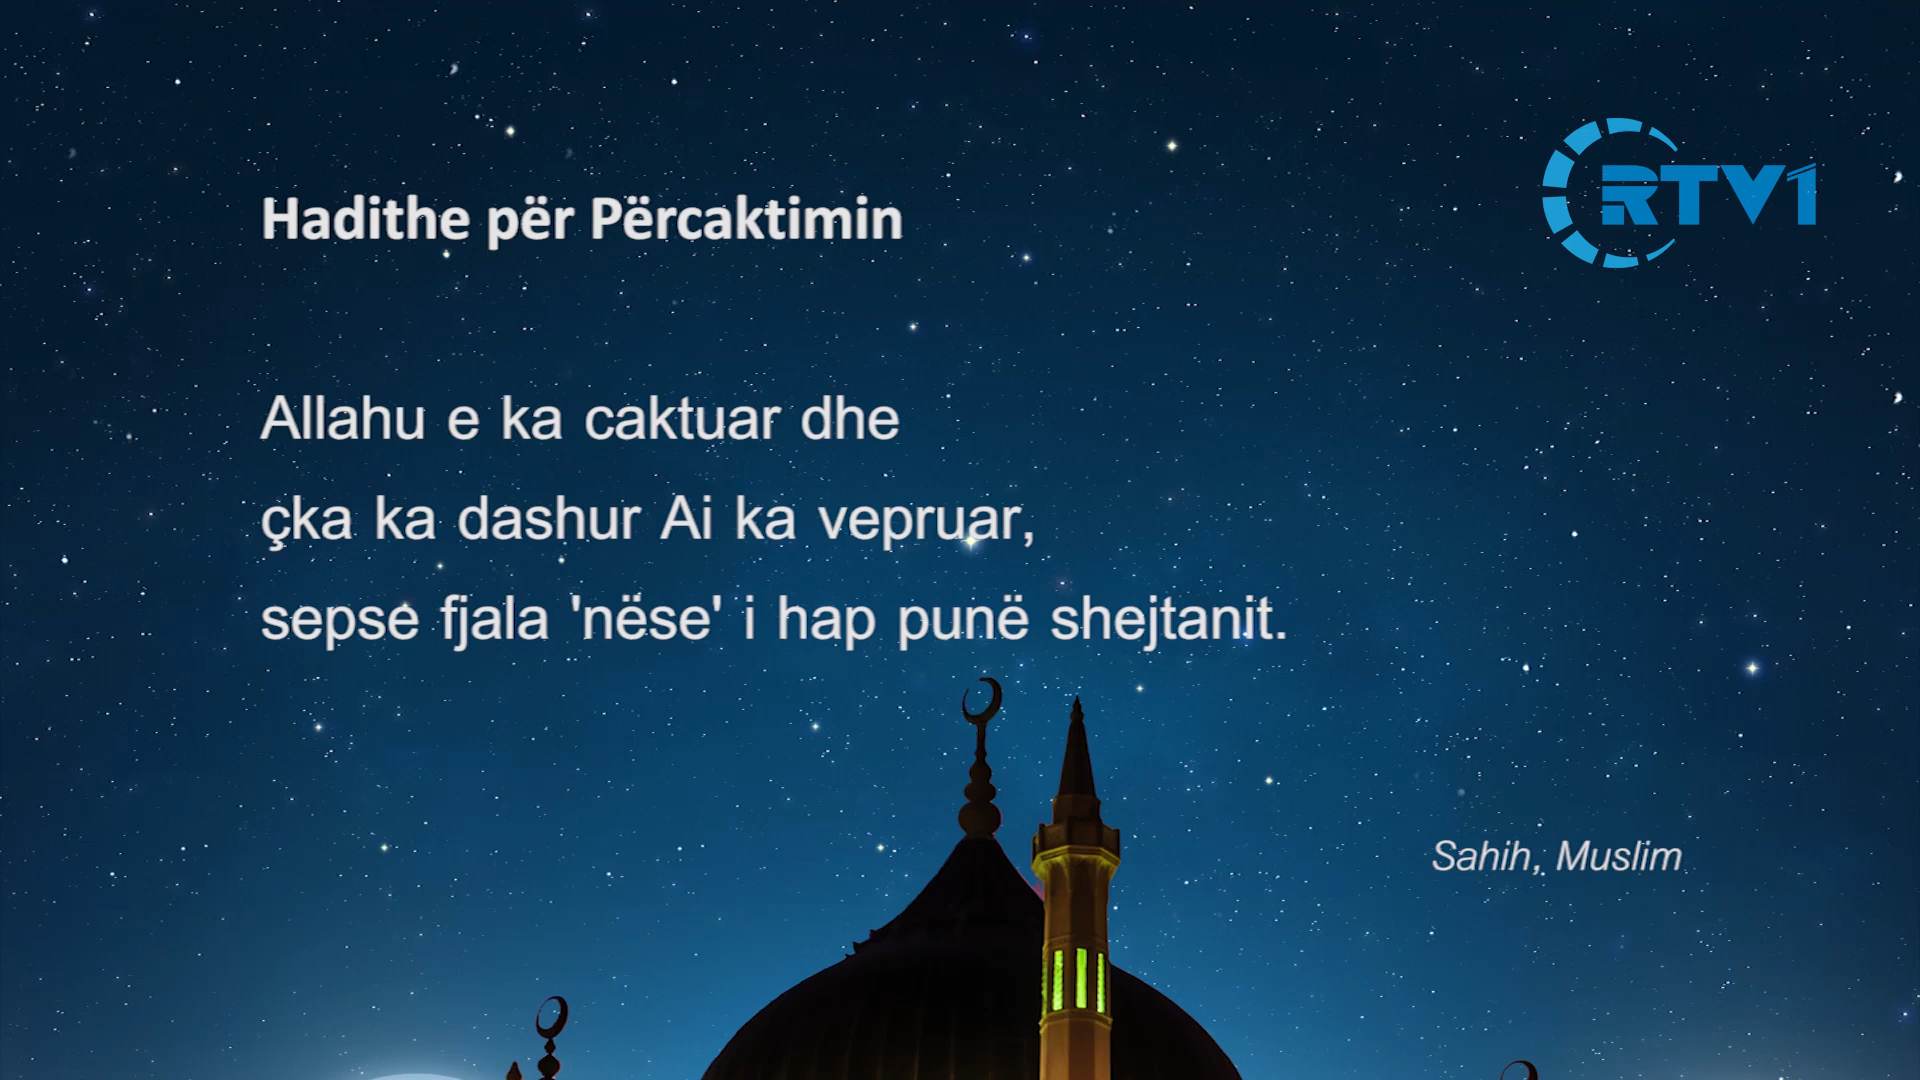 Hadithe për Përcaktimin
RTV1
Allahu e ka caktuar dhe
çka ka dashur Ai ka vepruar,
sepse fjala 'nëse' i hap punë shejtanit.
Sahih, Muslim